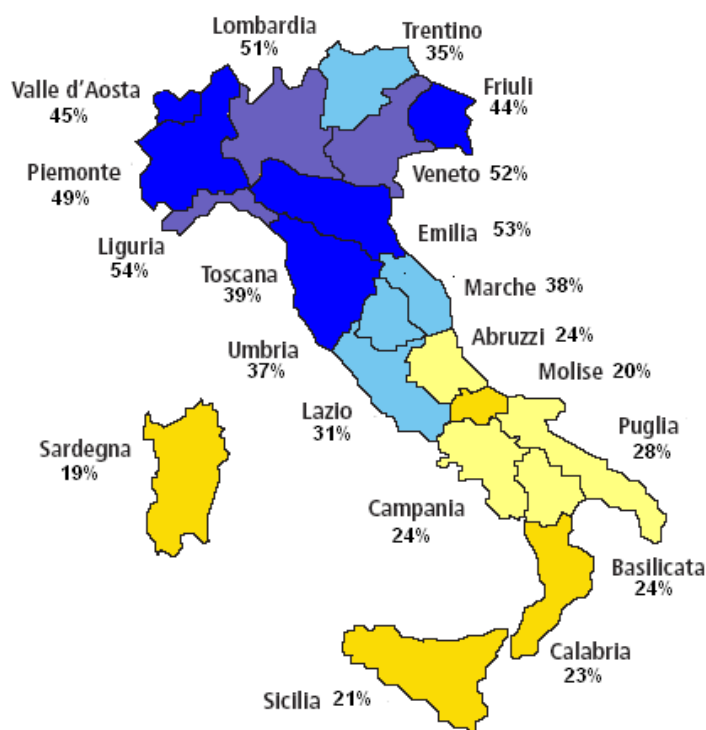 Lombardia
51%
Trentino
35%
Valle d'Aosta
45%
Friuli
44%
Piemonte
49%
Veneto 52%
Liguria
54%
Emilia 53%
Toscana
39%
Marche 38%
Umbria
37%
Abruzzi 24%
Molise 20%
Lazio
31%
Puglia
28%
Sardegna
19%
Campania
24%
Basilicata
24%
Calabria
23%
Sicilia 21%